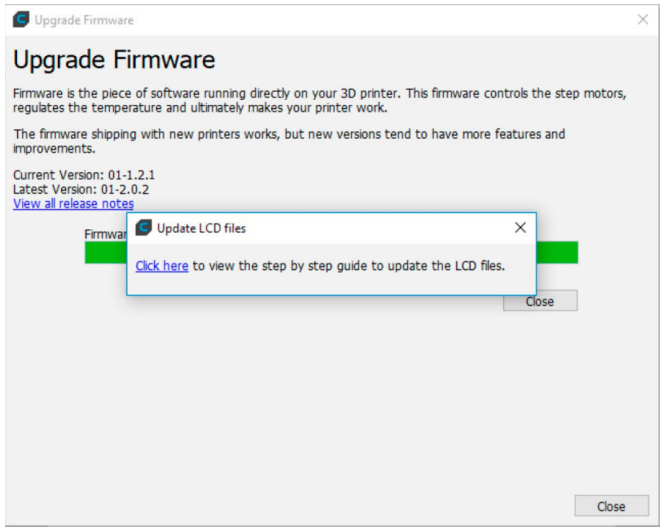 Upgrade Firmware
Upgrade Firmware
Firmware is the piece of software running directly on your 3D printer. This firmware controls the step motors,
regulates the temperature and ultimately makes your printer work.
The firmware shipping with new printers works, but new versions tend to have more features and
improvements.
Current Version: 01-1.2.1
Latest Version: 01-2.0.2
View all release notes
Update LCD files
Click here to view the step by step guide to update the LCD files.
Close
Close